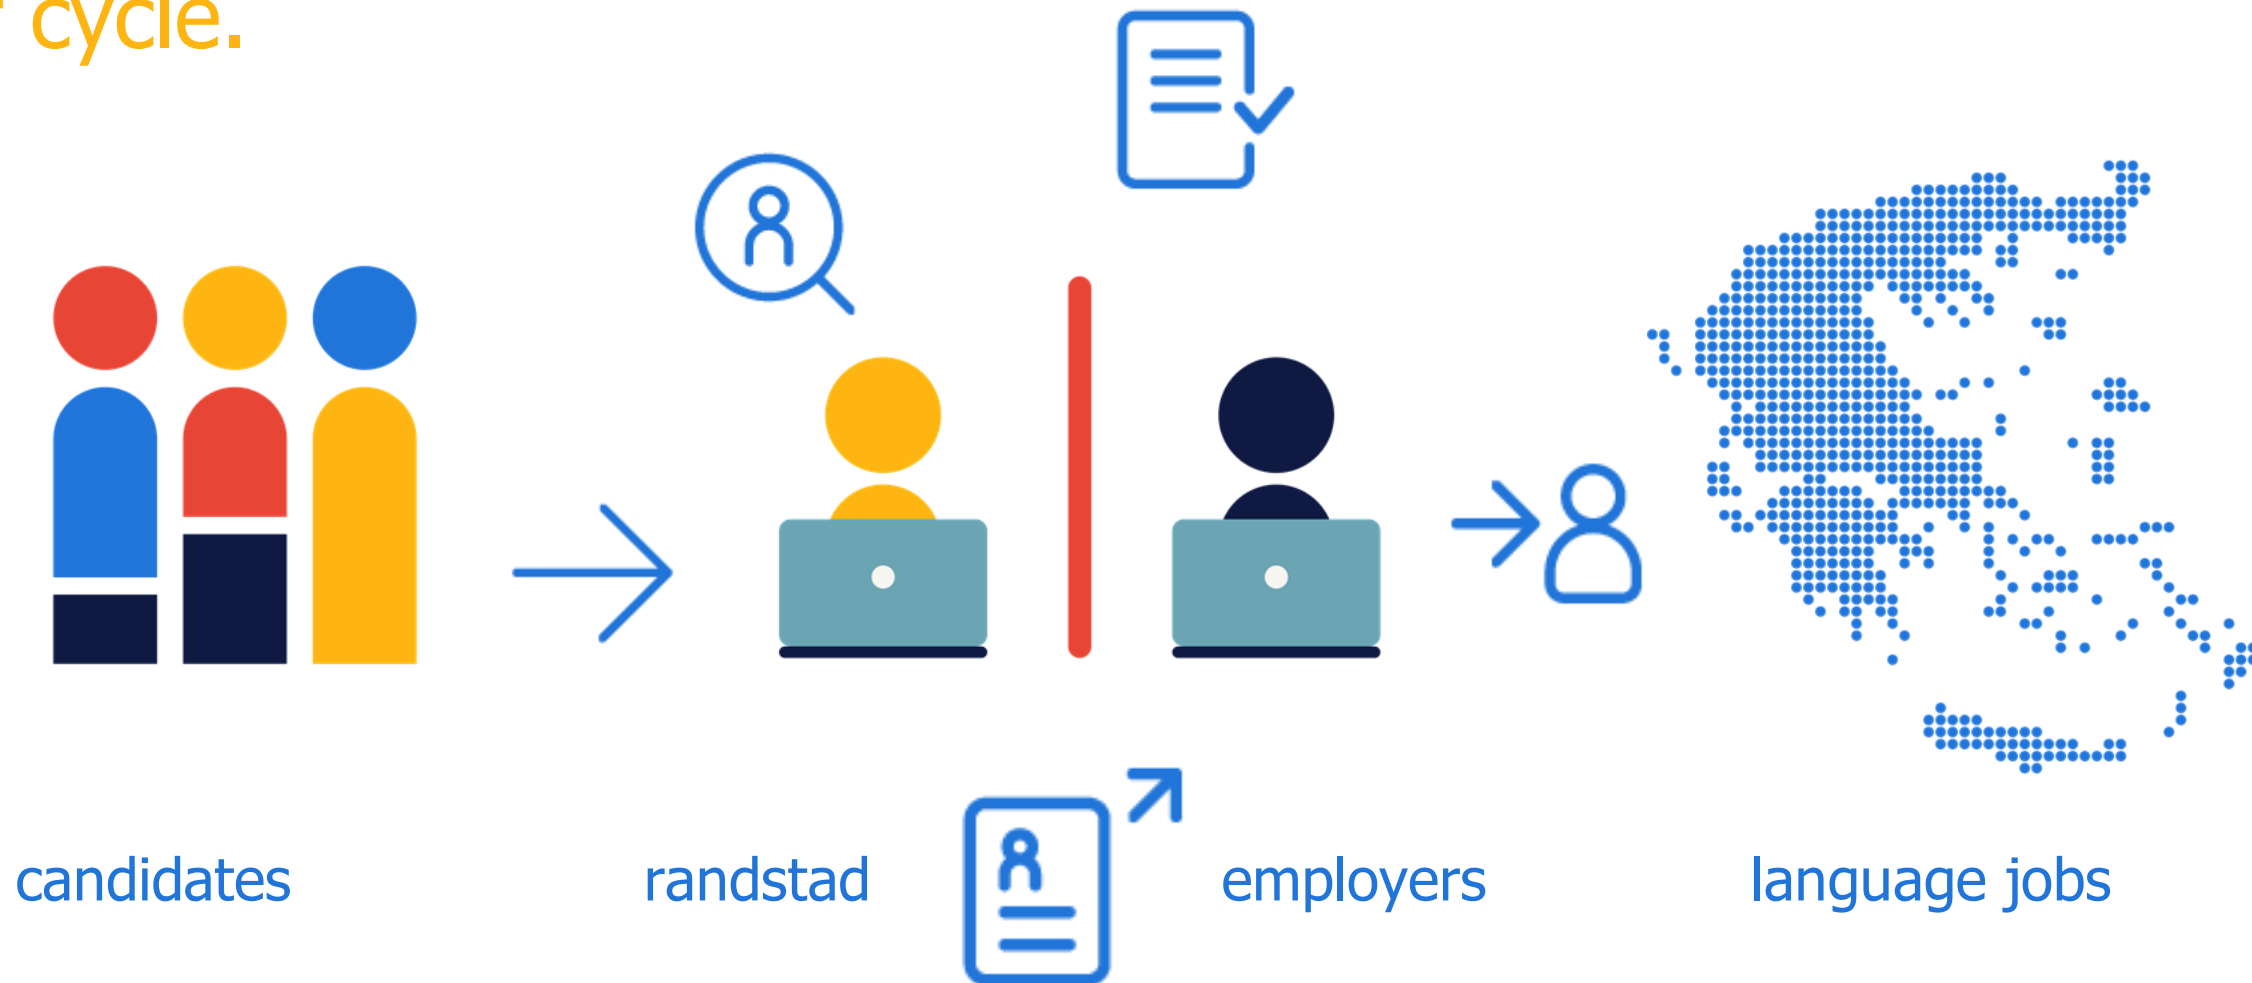 cycle.
candidates
randstad
employers
language jobs